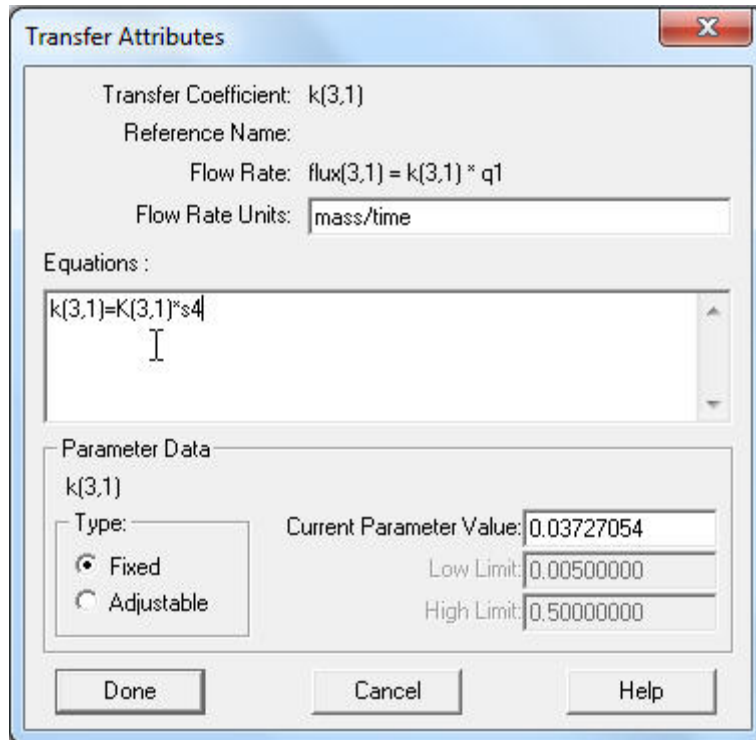 Transfer Attributes
Transfer Coefficient: k(3,1)
Reference Name:
Flow Rate: flux(3,1) = k(3,1) * q1
Flow Rate Units: mass/time
Equations :
k(3,1)=K(3,1)*s4
Parameter Data
k(3,1)
Type:
Current Parameter Value: 0.03727054
Fixed
Low Limit: 0.00500000
Adjustable
High Limit: 0.50000000
Done Cancel Help